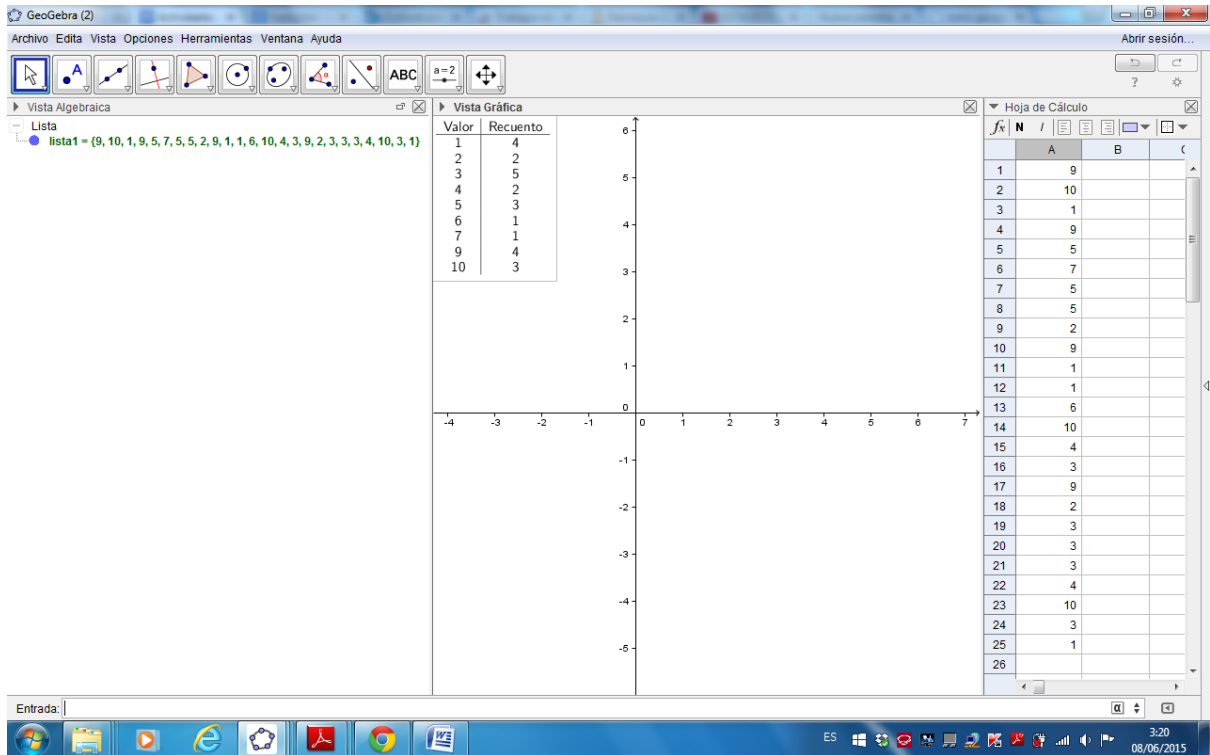 GeoGebra (2)
Archivo Edita Vista Opciones Herramientas Ventana Ayuda
Abrir sesión...
A
α
ABC
a=2
?
Vista Algebraica
Lista
lista1 = {9, 10, 1, 9, 5, 7, 5, 5, 2, 9, 1, 1, 6, 10, 4, 3, 9, 2, 3, 3, 3, 4, 10, 3, 1}
Vista Gráfica
Valor Recuento
1 4
2 2
3 5
4 2
5 3
6 1
7 1
9 4
10 3
6
5
4
3
2
1
0
-4 -3 -2 -1 0 1 2 3 4 5 6 7
-1
-2
-3
-4
-5
Hoja de Cálculo
fx N I
A B
1 9
2 10
3 1
4 9
5 5
6 7
7 5
8 5
9 2
10 9
11 1
12 1
13 6
14 10
15 4
16 3
17 9
18 2
19 3
20 3
21 3
22 4
23 10
24 3
25 1
26
Entrada:
α
ES
3:20
08/06/2015